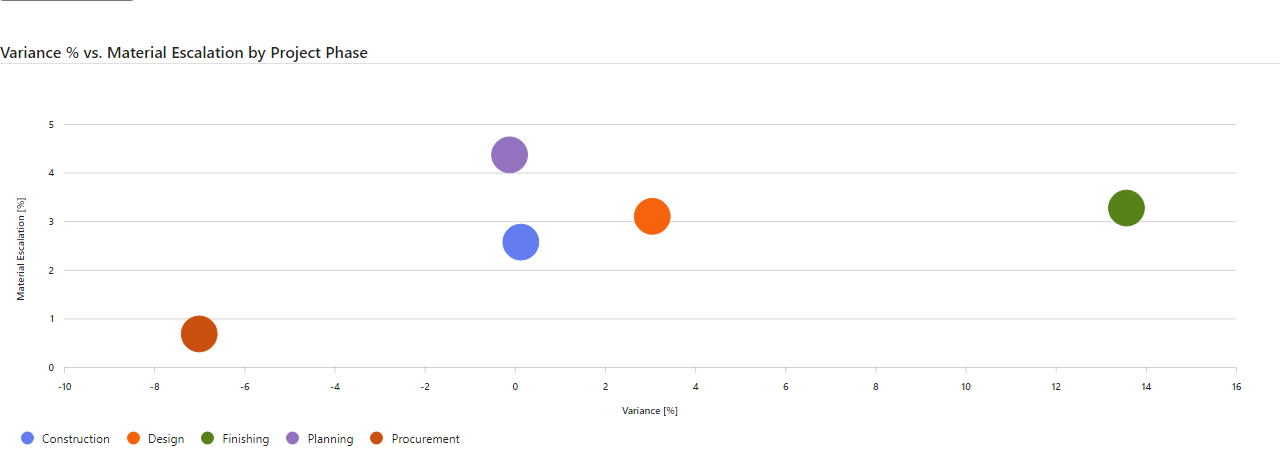 Variance % vs. Material Escalation by Project Phase
Material Escalation [%]
5
4
3
2
1
0
-10 -8 -6 -4 -2 0 2 4 6 8 10 12 14 16
Variance [%]
Construction Design Finishing Planning Procurement